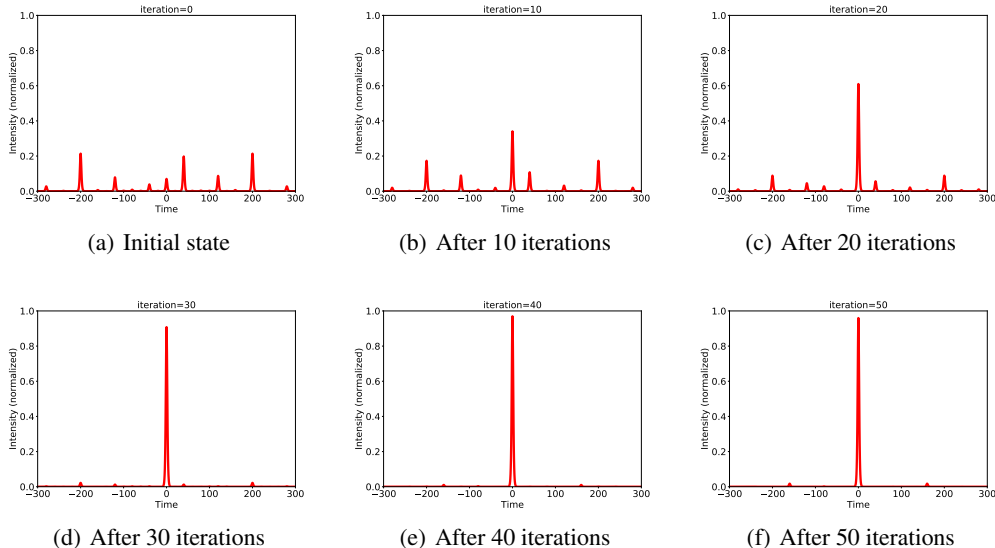 iteration=0
Intensity (normalized)
1.0
0.8
0.6
0.4
0.2
0.0
−300 −200 −100 0 100 200 300
Time
(a) Initial state
iteration=10
Intensity (normalized)
1.0
0.8
0.6
0.4
0.2
0.0
−300 −200 −100 0 100 200 300
Time
(b) After 10 iterations
iteration=20
Intensity (normalized)
1.0
0.8
0.6
0.4
0.2
0.0
−300 −200 −100 0 100 200 300
Time
(c) After 20 iterations
iteration=30
Intensity (normalized)
1.0
0.8
0.6
0.4
0.2
0.0
−300 −200 −100 0 100 200 300
Time
(d) After 30 iterations
iteration=40
Intensity (normalized)
1.0
0.8
0.6
0.4
0.2
0.0
−300 −200 −100 0 100 200 300
Time
(e) After 40 iterations
iteration=50
Intensity (normalized)
1.0
0.8
0.6
0.4
0.2
0.0
−300 −200 −100 0 100 200 300
Time
(f) After 50 iterations